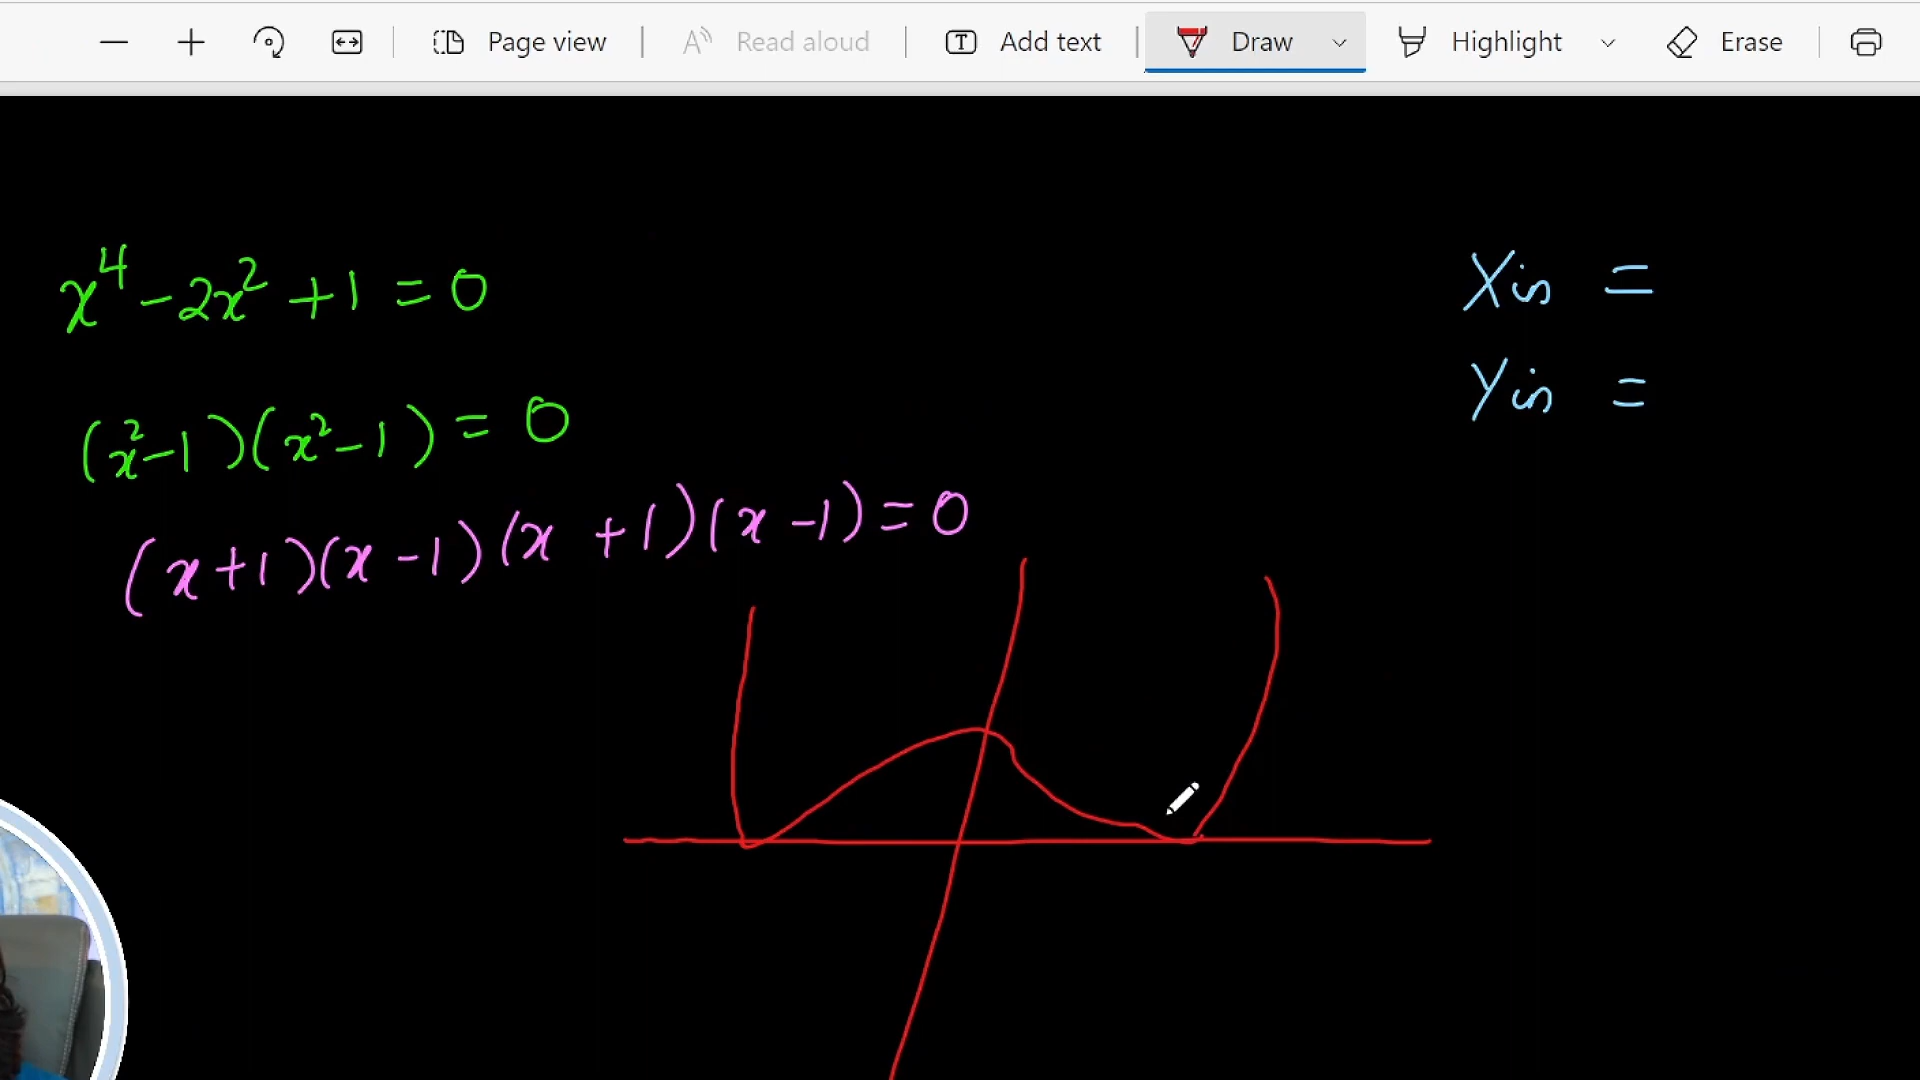 Page view Read aloud Add text Draw Highlight Erase
x⁴ - 2x² + 1 = 0
(x² - 1)(x² - 1) = 0
(x + 1)(x - 1)(x + 1)(x - 1) = 0
Xin =
Yin =